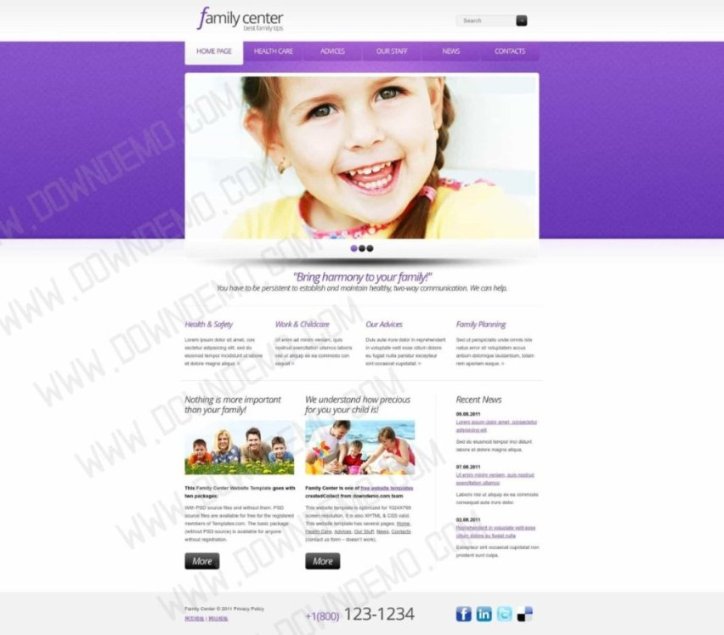 family center
best family tips
Search
HOME PAGE
HEALTH CARE
ADVICES
OUR STAFF
NEWS
CONTACTS
"Bring harmony to your family!"
You have to be persistent to establish and maintain healthy, two-way communication. We can help.
Health & Safety
Lorem ipsum dolor sit amet, con
sectetur adipisicing elit, sed do
eiusmod tempor incididunt ut labore
et dolore magna aliqua. >
Work & Childcare
Ut enim ad minim veniam, quis
nostrud exercitation ullamco laboris
nisi ut aliquip ex ea commodo con
sequat >
Our Advices
Duis aute irure dolor in reprehenderit
in voluptate velit esse cillum dolore
eu fugiat nulla pariatur excepteur
sint occaecat cupidatat. >
Family Planning
Sed ut perspiciatis unde omnis iste
natus error sit voluptatem accus
antium doloremque laudantium, totam
rem aperiam eaque. >
Nothing is more important
than your family!
This Family Center Website Template goes with
two packages:
With PSD source files and without them. PSD
source files are available for free for the registered
members of Templates.com. The basic package
(without PSD source) is available for anyone
without registration.
More
We understand how precious
for you your child is!
Family Center is one of free website templates
createdCollect from downdemo.com team
This website template is optimized for 1024X768
screen resolution. It is also XHTML & CSS valid.
This website template has several pages: Home,
Health Care, Advices, Our Staff, News, Contacts
(contact us form – doesn't work).
More
Recent News
09.08.2011
Lorem ipsum dolor amet, consectetur
adipisicing elit
Sed do eiusmod tempor inci didunt
labore et dolore magna aliqua.
07.08.2011
Ut enim minim veniam, quis nostrud
exercitation ullamco
Laboris nisi ut aliquip ex ea commodo
consequat aute irure dolor.
02.08.2011
Reprehenderit in voluptate velit esse
cillum dolore eu fugiat nulla
Excepteur sint occaecat cupidatat non
proident sunt culpa.
Family Center © 2011 Privacy Policy
+1(800) 123-1234
WWW.DOWNDEMO.COM
WWW.DOWNDEMO.COM
WWW.DOWNDEMO.COM
WWW.DOWNDEMO.COM
WWW.DOWNDEMO.COM